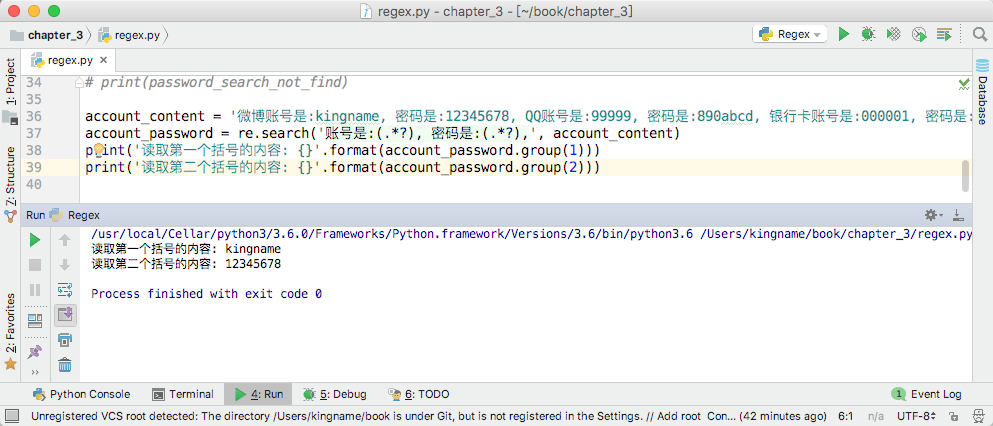 regex.py - chapter_3 - [~/book/chapter_3]
chapter_3 regex.py Regex
regex.py ×
1: Project
Z: Structure
2: Favorites
Database
34 # print(password_search_not_find)
35
36 account_content = '微博账号是:kingname, 密码是:12345678, QQ账号是:99999, 密码是:890abcd, 银行卡账号是:000001, 密码是:
37 account_password = re.search('账号是:(.*?), 密码是:(.*?),', account_content)
38 print('读取第一个括号的内容: {}'.format(account_password.group(1)))
39 print('读取第二个括号的内容: {}'.format(account_password.group(2)))
40
Run Regex
/usr/local/Cellar/python3/3.6.0/Frameworks/Python.framework/Versions/3.6/bin/python3.6 /Users/kingname/book/chapter_3/regex.py
读取第一个括号的内容: kingname
读取第二个括号的内容: 12345678
Process finished with exit code 0
Python Console Terminal 4: Run 5: Debug 6: TODO 1 Event Log
Unregistered VCS root detected: The directory /Users/kingname/book is under Git, but is not registered in the Settings. // Add root Con... (42 minutes ago) 6:1 n/a UTF-8